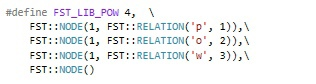 #define FST_LIB_POW 4,  \
    FST::NODE(1, FST::RELATION('p', 1)),\
    FST::NODE(1, FST::RELATION('o', 2)),\
    FST::NODE(1, FST::RELATION('w', 3)),\
    FST::NODE()